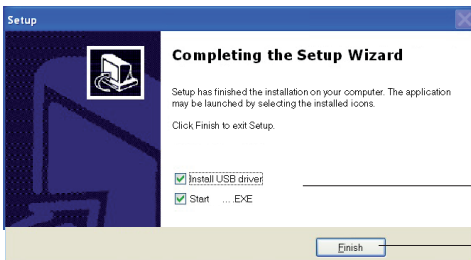 Setup
Completing the Setup Wizard
Setup has finished the installation on your computer. The application
may be launched by selecting the installed icons.
Click Finish to exit Setup.
Install USB driver
Start ....EXE
Finish